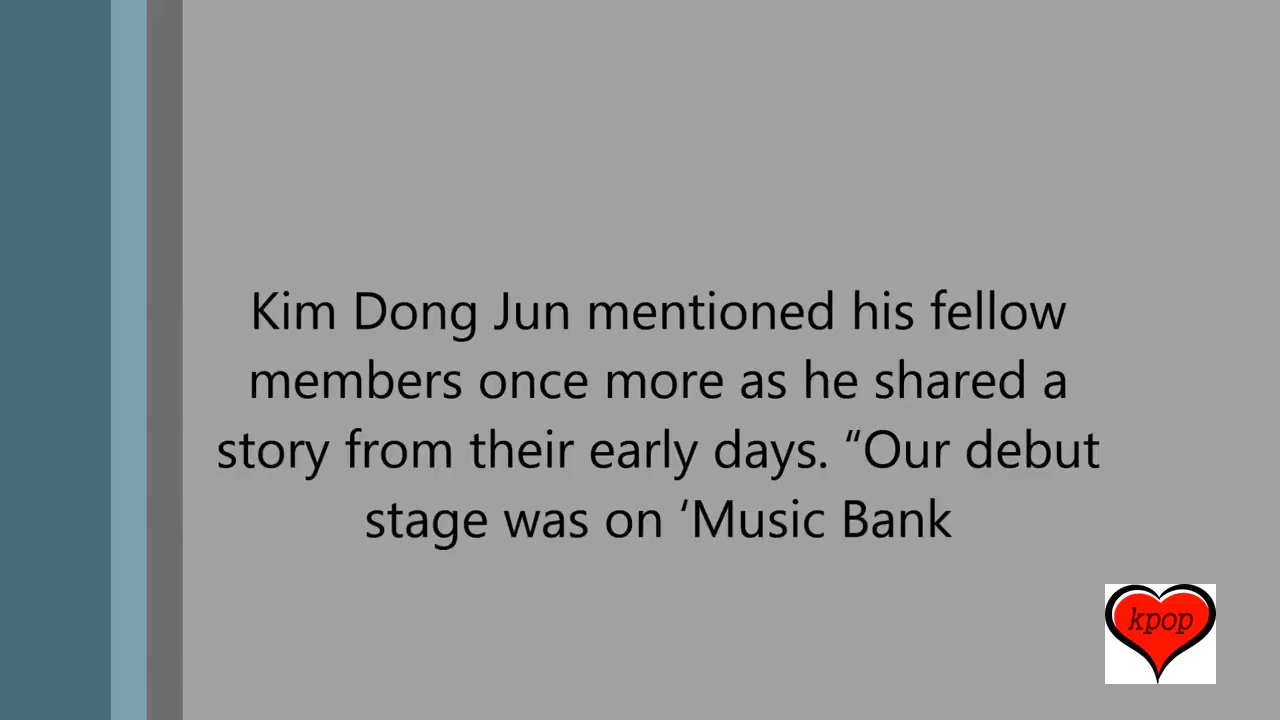 Kim Dong Jun mentioned his fellow
members once more as he shared a
story from their early days. “Our debut
stage was on ‘Music Bank
kpop